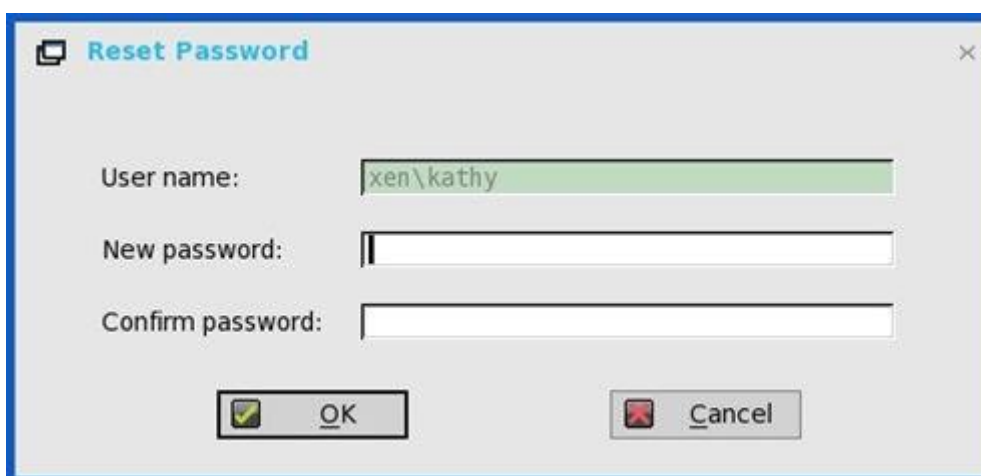 Reset Password
User name: xen\kathy
New password:
Confirm password:
OK Cancel